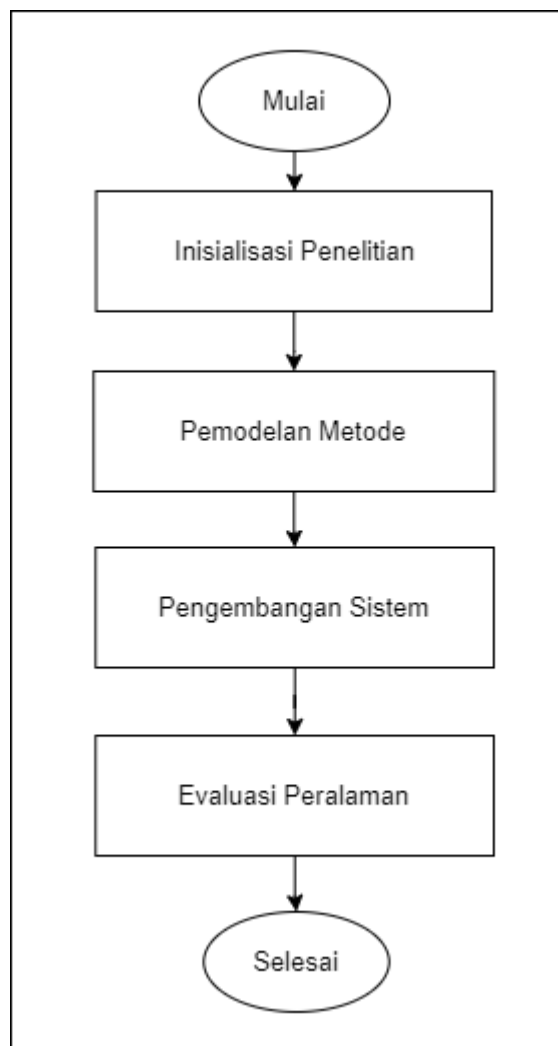 Mulai
Inisialisasi Penelitian
Pemodelan Metode
Pengembangan Sistem
Evaluasi Peralaman
Selesai